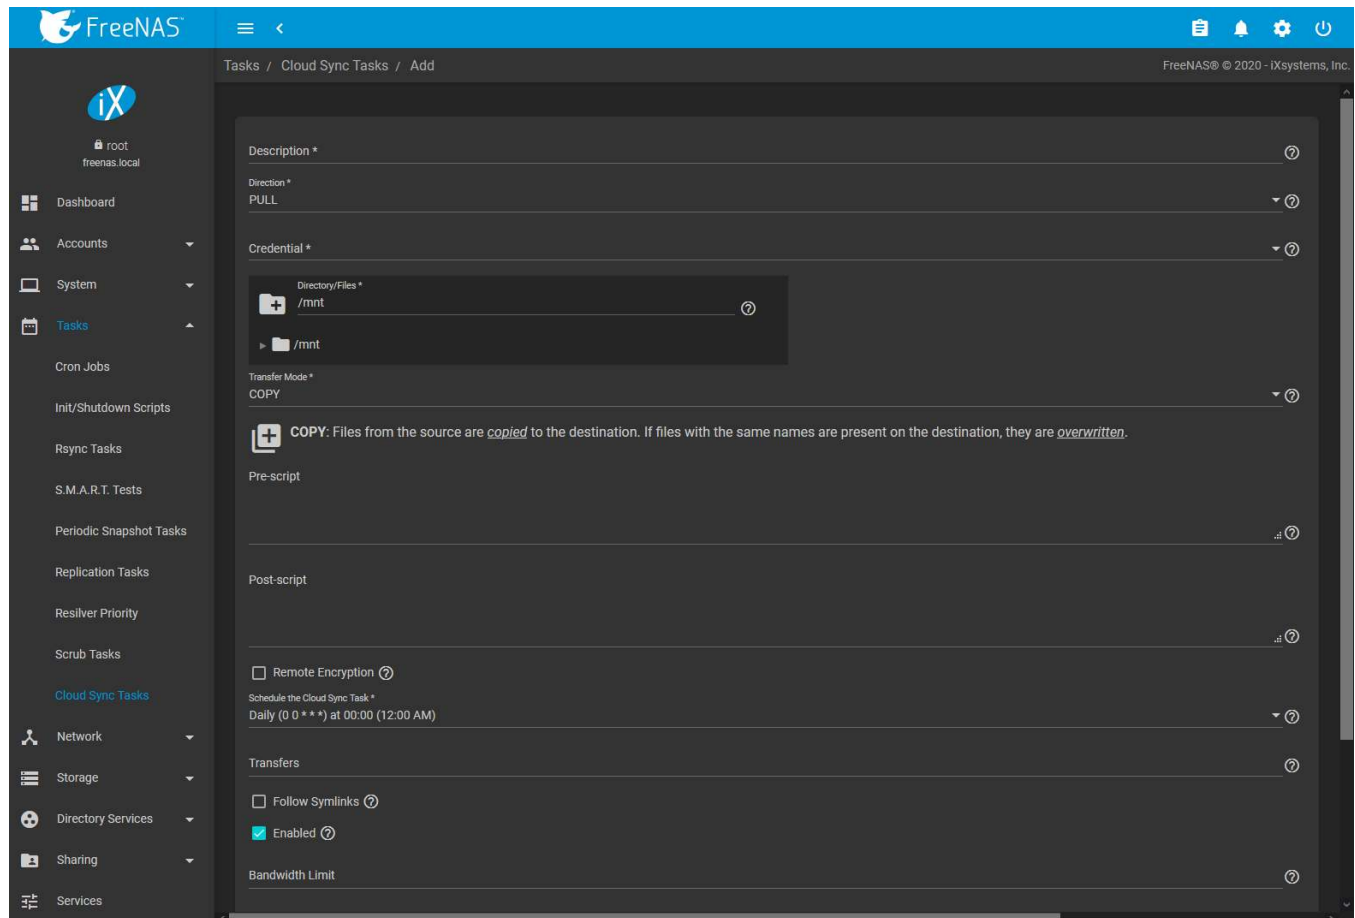 FreeNAS™
Tasks / Cloud Sync Tasks / Add
FreeNAS® © 2020 - iXsystems, Inc.
iX
root
freenas.local
Dashboard
Accounts
System
Tasks
Cron Jobs
Init/Shutdown Scripts
Rsync Tasks
S.M.A.R.T. Tests
Periodic Snapshot Tasks
Replication Tasks
Resilver Priority
Scrub Tasks
Cloud Sync Tasks
Network
Storage
Directory Services
Sharing
Services
Description *
Direction *
PULL
Credential *
Directory/Files *
/mnt
/mnt
Transfer Mode *
COPY
COPY: Files from the source are copied to the destination. If files with the same names are present on the destination, they are overwritten.
Pre-script
Post-script
Remote Encryption
Schedule the Cloud Sync Task *
Daily (0 0 * * *) at 00:00 (12:00 AM)
Transfers
Follow Symlinks
Enabled
Bandwidth Limit